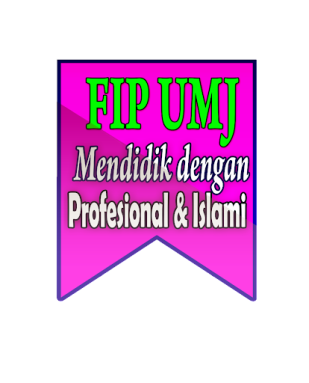 FIP UMJ
Mendidik dengan
Profesional & Islami